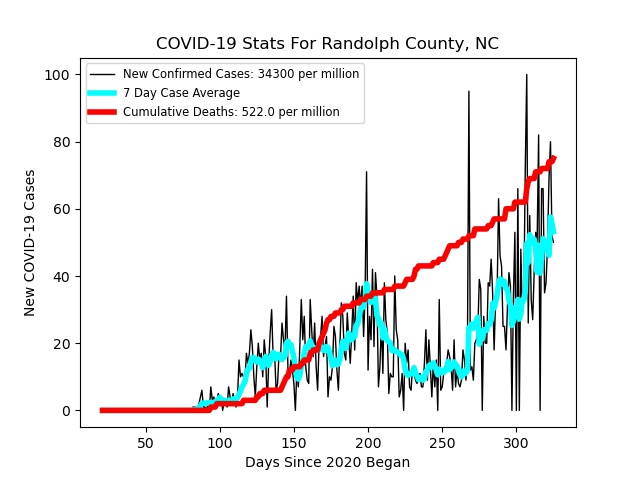 COVID-19 Stats For Randolph County, NC
New Confirmed Cases: 34300 per million
7 Day Case Average
Cumulative Deaths: 522.0 per million
New COVID-19 Cases
100
80
60
40
20
0
50 100 150 200 250 300
Days Since 2020 Began